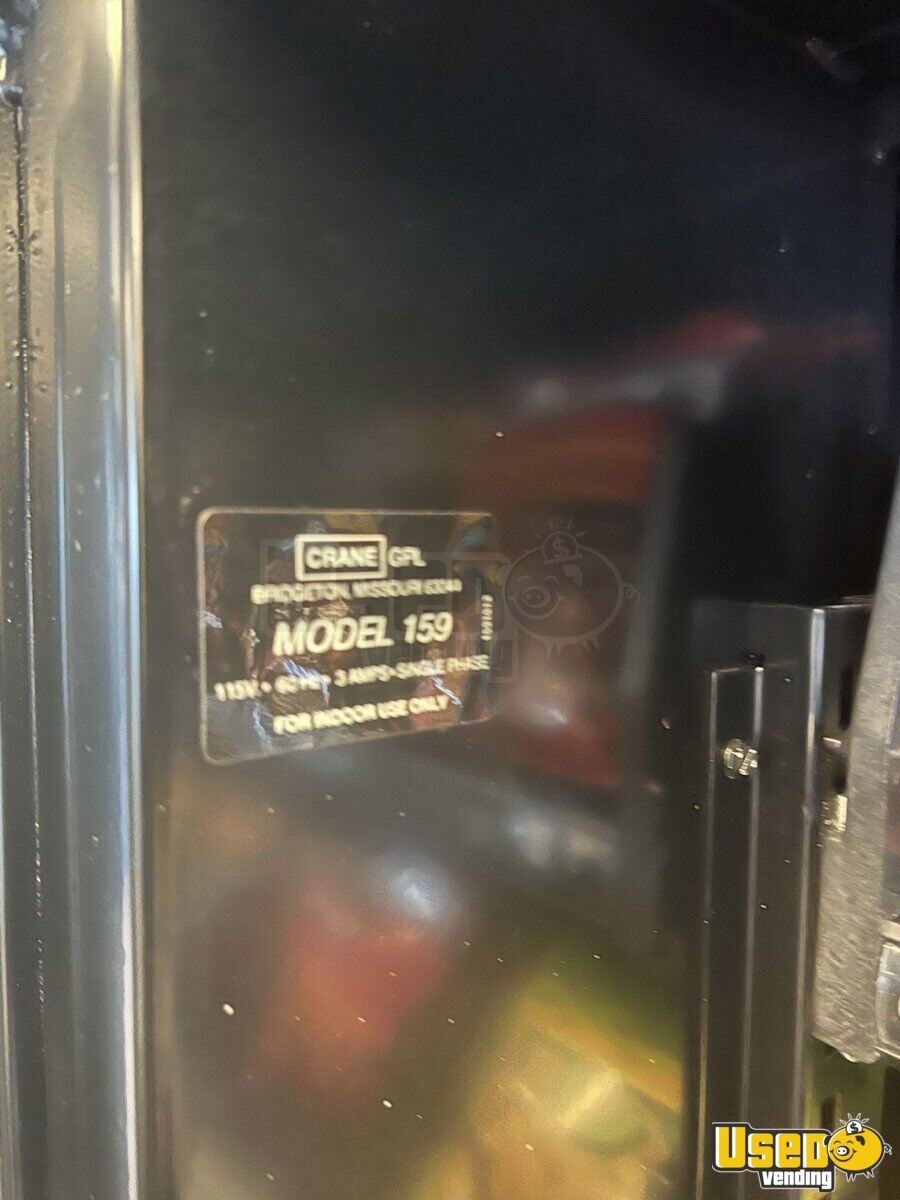 CRANE GPL
BRIDGETON, MISSOURI
MODEL 159
115V • 60 Hz • 3 AMPS-SINGLE PHASE
FOR INDOOR USE ONLY
USED
vending